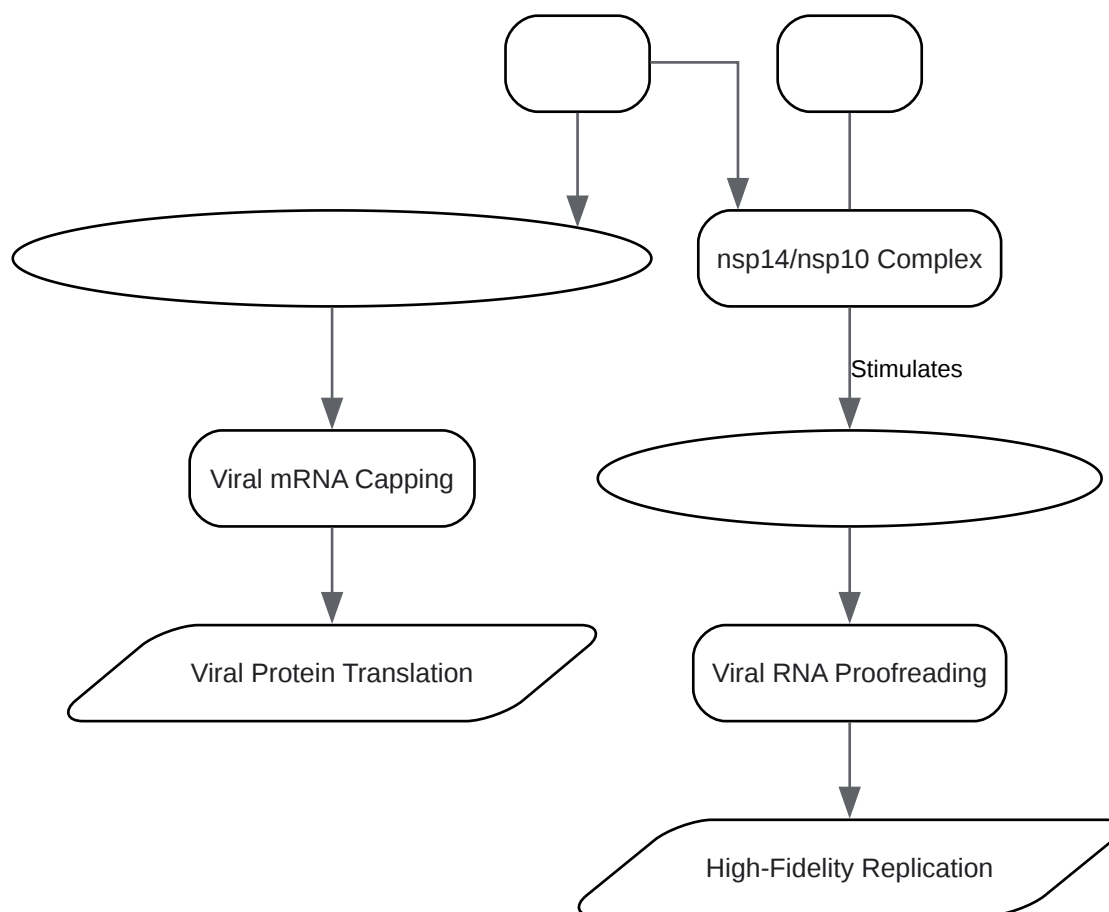 nsp14/nsp10 Complex
Stimulates
Viral mRNA Capping
Viral Protein Translation
Viral RNA Proofreading
High-Fidelity Replication